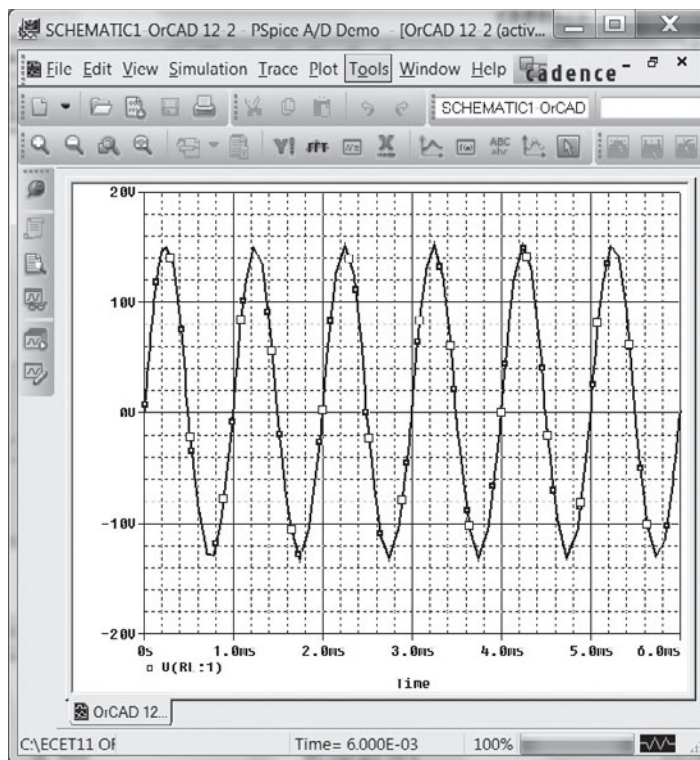 SCHEMATIC1-OrCAD 12-2 - PSpice A/D Demo - [OrCAD 12-2 (activ...
File Edit View Simulation Trace Plot Tools Window Help cadence
SCHEMATIC1-OrCAD
ABC
abc
20V
10V
0V
-10V
-20V
0s 1.0ms 2.0ms 3.0ms 4.0ms 5.0ms 6.0ms
V(RL:1)
Time
OrCAD 12...
C:\ECET11 Time= 6.000E-03 100%